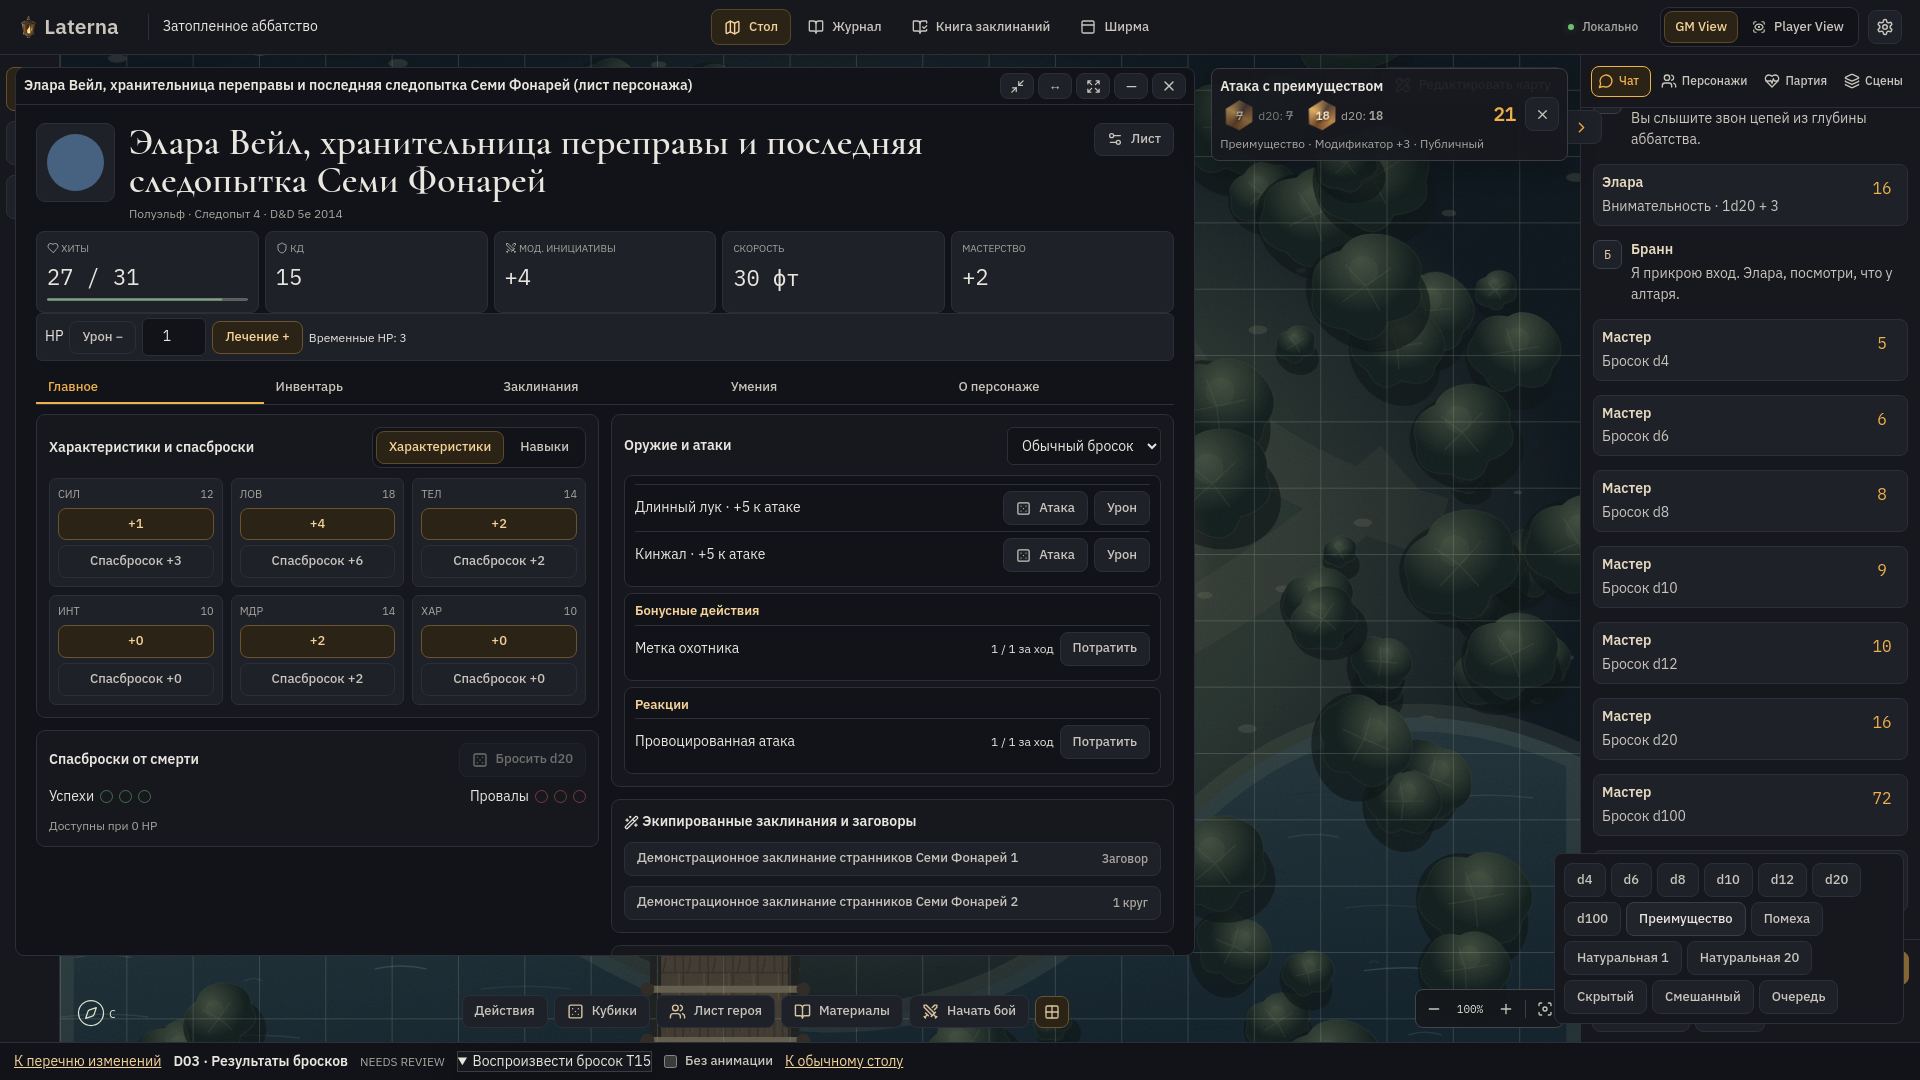 Laterna
Затопленное аббатство
Стол
Журнал
Книга заклинаний
Ширма
Локально
GM View
Player View
Элара Вейл, хранительница переправы и последняя следопытка Семи Фонарей (лист персонажа)
Элара Вейл, хранительница переправы и последняя
следопытка Семи Фонарей
Лист
Полуэльф · Следопыт 4 · D&D 5e 2014
ХИТЫ
27 / 31
КД
15
МОД. ИНИЦИАТИВЫ
+4
СКОРОСТЬ
30 фт
МАСТЕРСТВО
+2
HP
Урон −
1
Лечение +
Временные HP: 3
Главное
Инвентарь
Заклинания
Умения
О персонаже
Характеристики и спасброски
Характеристики
Навыки
СИЛ 12
+1
Спасбросок +3
ЛОВ 18
+4
Спасбросок +6
ТЕЛ 14
+2
Спасбросок +2
ИНТ 10
+0
Спасбросок +0
МДР 14
+2
Спасбросок +2
ХАР 10
+0
Спасбросок +0
Спасброски от смерти
Бросить d20
Успехи
Провалы
Доступны при 0 HP
Оружие и атаки
Обычный бросок
Длинный лук · +5 к атаке
Атака
Урон
Кинжал · +5 к атаке
Атака
Урон
Бонусные действия
Метка охотника
1 / 1 за ход
Потратить
Реакции
Провоцированная атака
1 / 1 за ход
Потратить
Экипированные заклинания и заговоры
Демонстрационное заклинание странников Семи Фонарей 1
Заговор
Демонстрационное заклинание странников Семи Фонарей 2
1 круг
Атака с преимуществом
Редактировать карту
7 d20: 7 18 d20: 18
21
Преимущество · Модификатор +3 · Публичный
Чат
Персонажи
Партия
Сцены
Вы слышите звон цепей из глубины
аббатства.
Элара
16
Внимательность · 1d20 + 3
Б
Бранн
Я прикрою вход. Элара, посмотри, что у
алтаря.
Мастер
5
Бросок d4
Мастер
6
Бросок d6
Мастер
8
Бросок d8
Мастер
9
Бросок d10
Мастер
10
Бросок d12
Мастер
16
Бросок d20
Мастер
72
Бросок d100
d4
d6
d8
d10
d12
d20
d100
Преимущество
Помеха
Натуральная 1
Натуральная 20
Скрытый
Смешанный
Очередь
С
Действия
Кубики
Лист героя
Материалы
Начать бой
100%
К перечню изменений
D03 · Результаты бросков
NEEDS REVIEW
▼ Воспроизвести бросок T15
Без анимации
К обычному столу